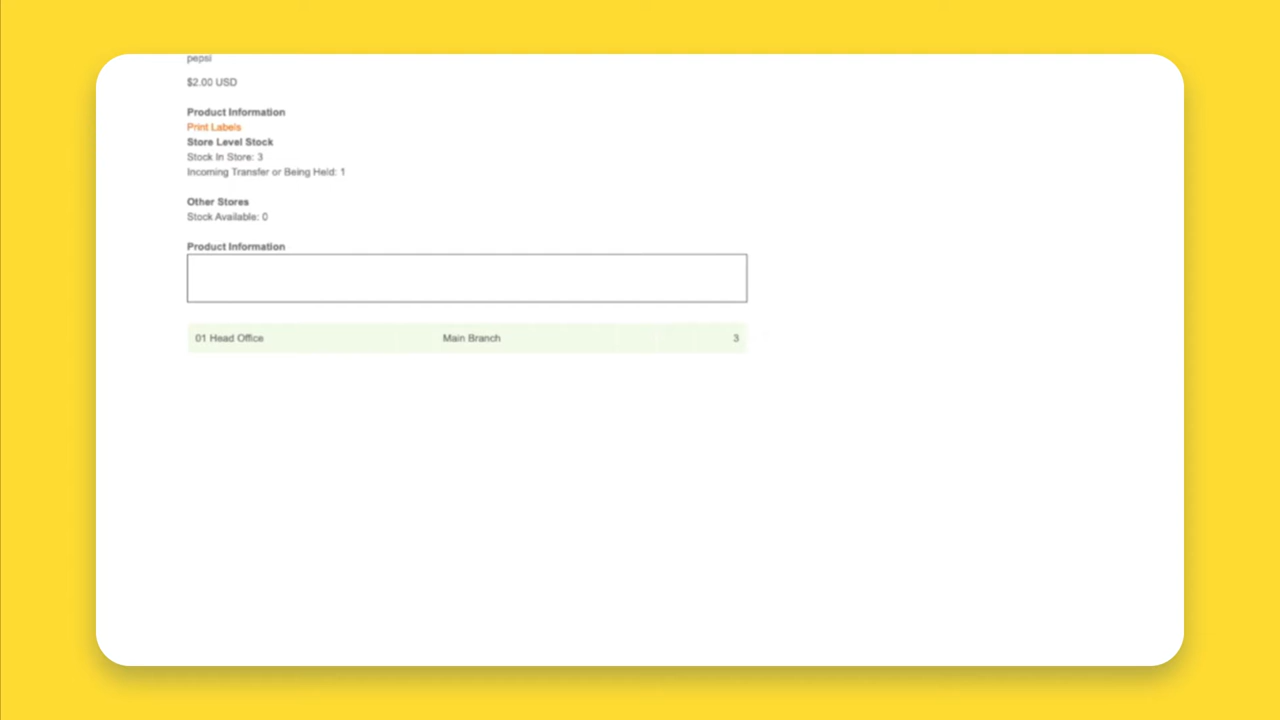 pepsi
$2.00 USD
Product Information
Print Labels
Store Level Stock
Stock In Store: 3
Incoming Transfer or Being Held: 1
Other Stores
Stock Available: 0
Product Information
01 Head Office Main Branch 3